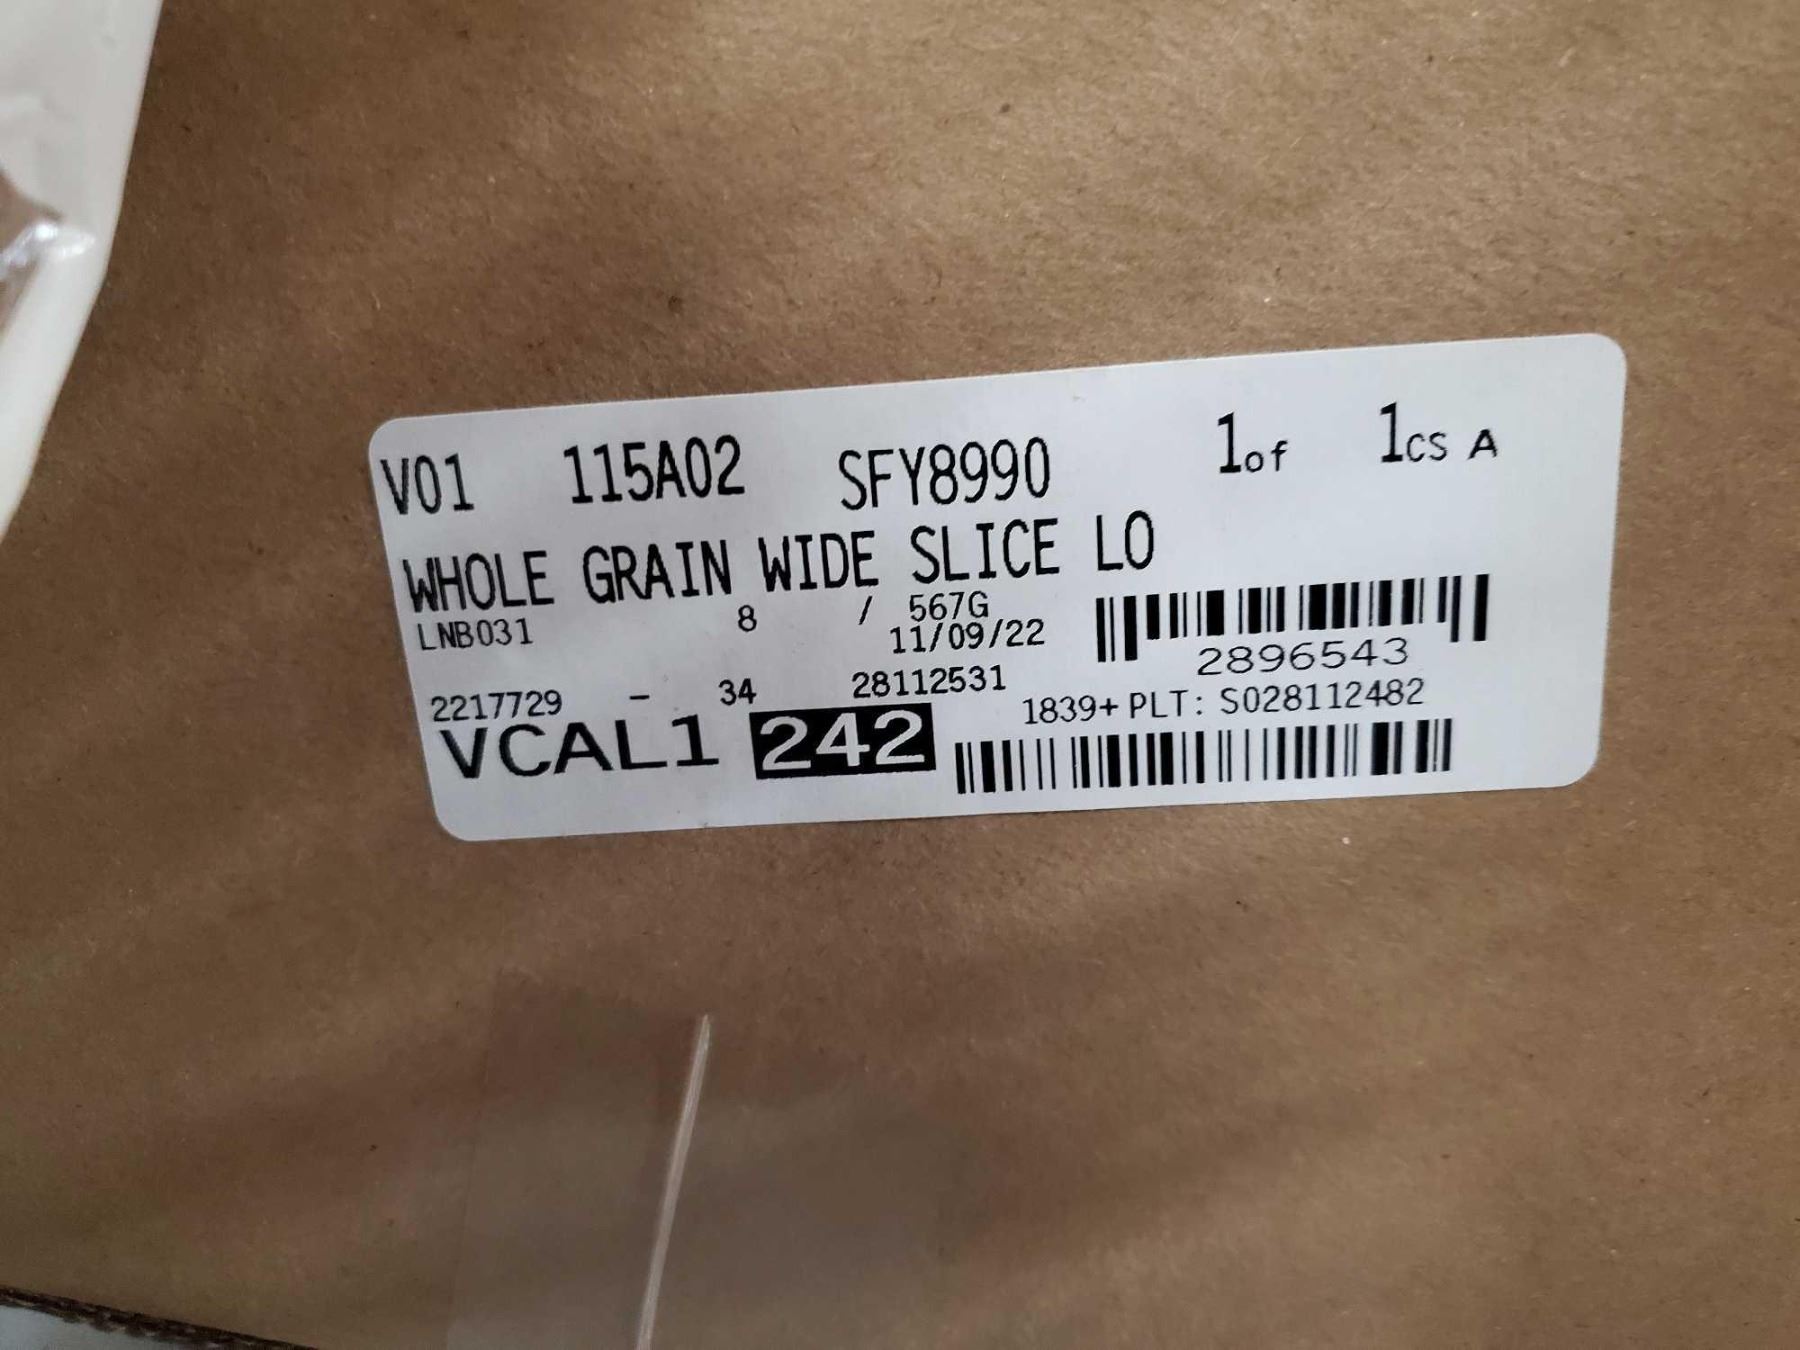 V01 115A02 SFY8990 1of 1cs A
WHOLE GRAIN WIDE SLICE LO
LNB031 8 / 567G
11/09/22
2896543
2217729 - 34 28112531
1839+ PLT: S028112482
VCAL1 242